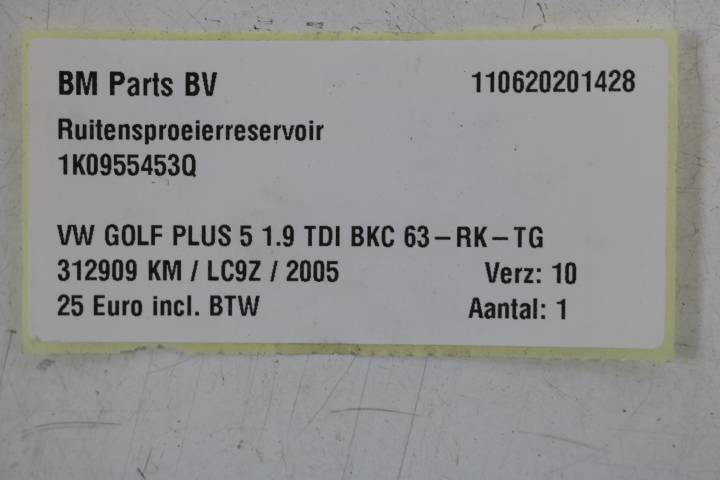 BM Parts BV 110620201428
Ruitensproeierreservoir
1K0955453Q
VW GOLF PLUS 5 1.9 TDI BKC 63-RK-TG
312909 KM / LC9Z / 2005 Verz: 10
25 Euro incl. BTW Aantal: 1